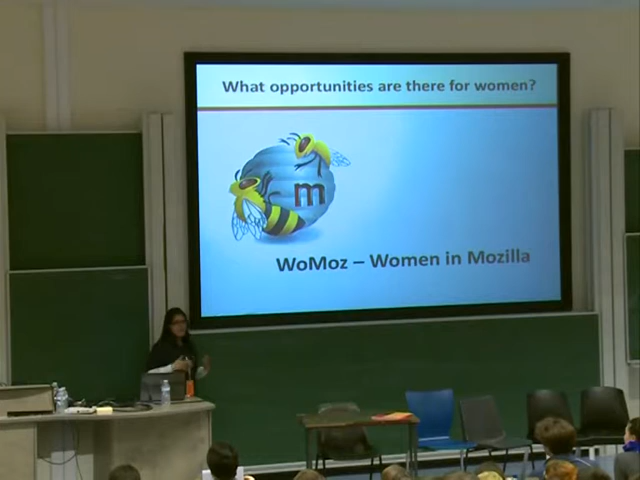 What opportunities are there for women?
m
WoMoz – Women in Mozilla